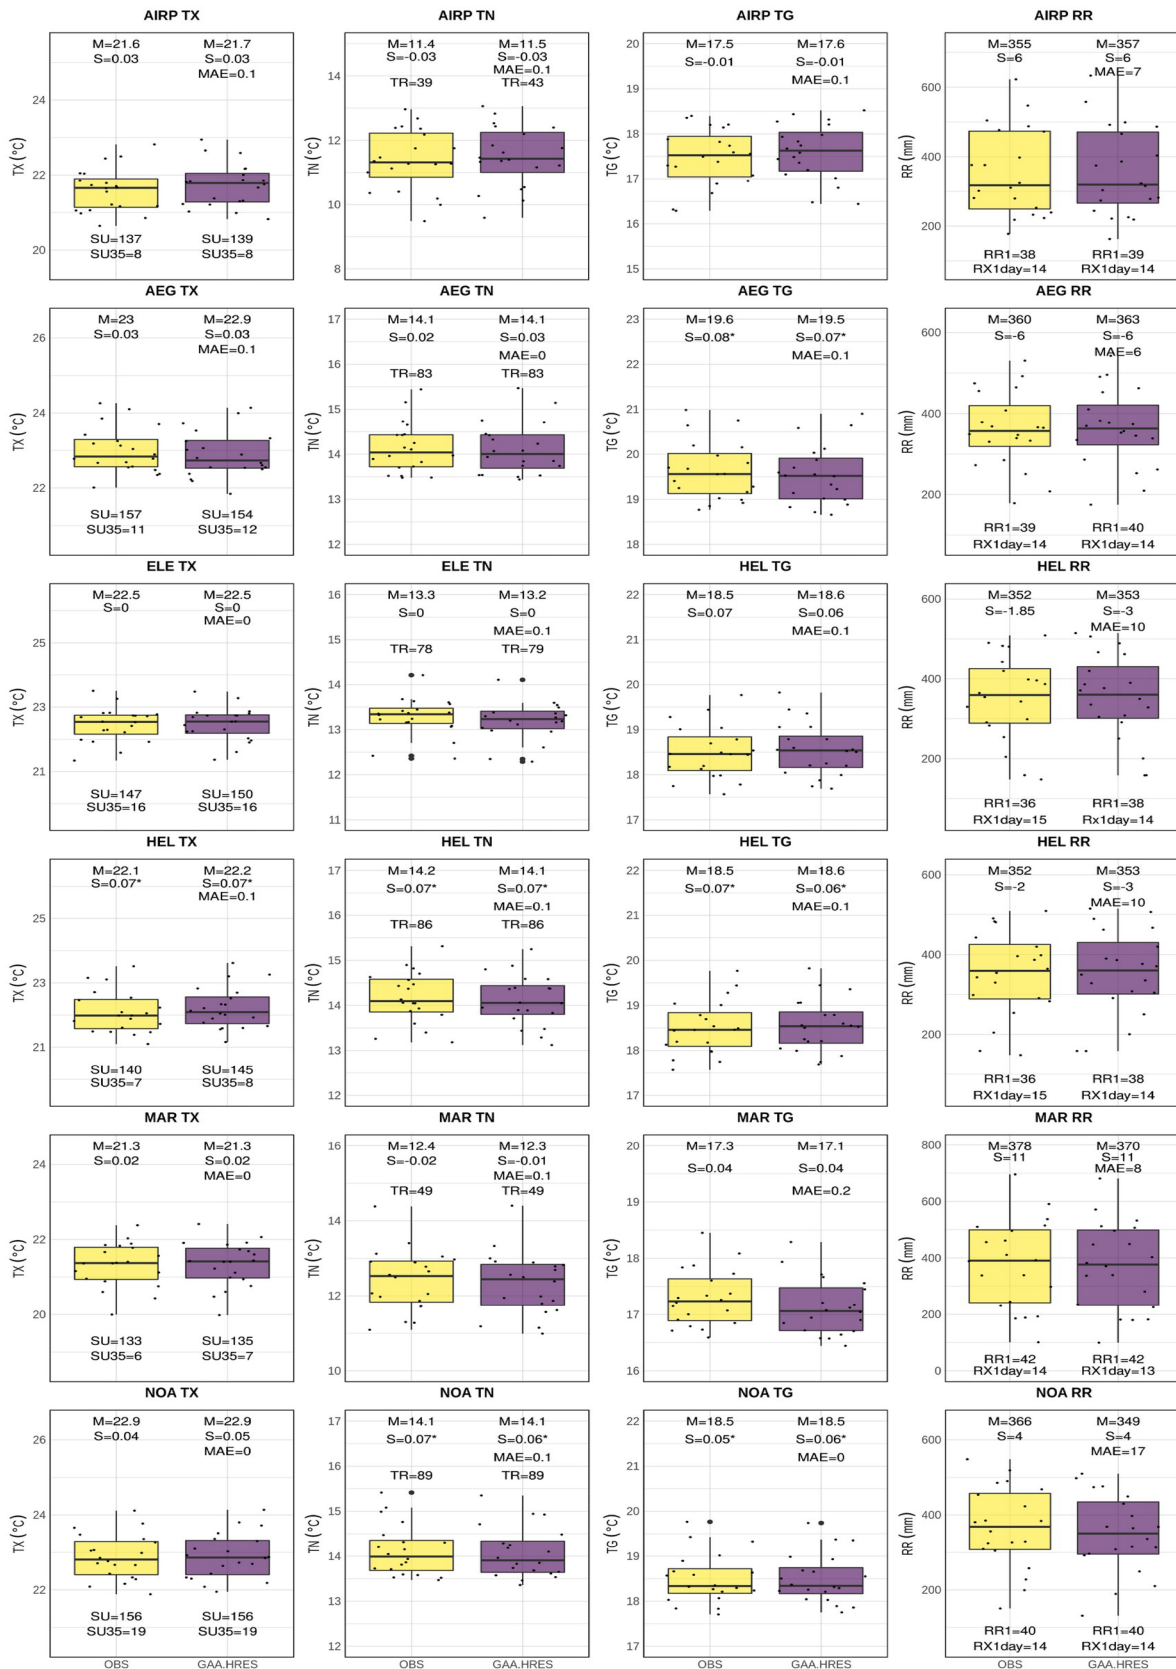 AIRP TX
M=21.6 M=21.7
S=0.03 S=0.03
MAE=0.1
24
22
20
TX (°C)
SU=137 SU=139
SU35=8 SU35=8
AIRP TN
M=11.4 M=11.5
S=-0.03 S=-0.03
MAE=0.1
TR=39 TR=43
14
12
10
8
TN (°C)
AIRP TG
M=17.5 M=17.6
S=-0.01 S=-0.01
MAE=0.1
20
19
18
17
16
15
TG (°C)
AIRP RR
M=355 M=357
S=6 S=6
MAE=7
600
400
200
RR (mm)
RR1=38 RR1=39
RX1day=14 RX1day=14
AEG TX
M=23 M=22.9
S=0.03 S=0.03
MAE=0.1
26
24
22
TX (°C)
SU=157 SU=154
SU35=11 SU35=12
AEG TN
M=14.1 M=14.1
S=0.02 S=0.03
MAE=0
TR=83 TR=83
17
16
15
14
13
12
TN (°C)
AEG TG
M=19.6 M=19.5
S=0.08* S=0.07*
MAE=0.1
23
22
21
20
19
18
TG (°C)
AEG RR
M=360 M=363
S=-6 S=-6
MAE=6
600
400
200
RR (mm)
RR1=39 RR1=40
RX1day=14 RX1day=14
ELE TX
M=22.5 M=22.5
S=0 S=0
MAE=0
25
23
21
TX (°C)
SU=147 SU=150
SU35=16 SU35=16
ELE TN
M=13.3 M=13.2
S=0 S=0
MAE=0.1
TR=78 TR=79
16
15
14
13
12
11
TN (°C)
HEL TG
M=18.5 M=18.6
S=0.07 S=0.06
MAE=0.1
22
21
20
19
18
17
TG (°C)
HEL RR
M=352 M=353
S=-1.85 S=-3
MAE=10
600
400
200
RR (mm)
RR1=36 RR1=38
RX1day=15 Rx1day=14
HEL TX
M=22.1 M=22.2
S=0.07* S=0.07*
MAE=0.1
25
23
21
TX (°C)
SU=140 SU=145
SU35=7 SU35=8
HEL TN
M=14.2 M=14.1
S=0.07* S=0.07*
MAE=0.1
TR=86 TR=86
17
16
15
14
13
12
TN (°C)
HEL TG
M=18.5 M=18.6
S=0.07* S=0.06*
MAE=0.1
22
21
20
19
18
17
TG (°C)
HEL RR
M=352 M=353
S=-2 S=-3
MAE=10
600
400
200
RR (mm)
RR1=36 RR1=38
RX1day=15 RX1day=14
MAR TX
M=21.3 M=21.3
S=0.02 S=0.02
MAE=0
24
22
20
TX (°C)
SU=133 SU=135
SU35=6 SU35=7
MAR TN
M=12.4 M=12.3
S=-0.02 S=-0.01
MAE=0.1
TR=49 TR=49
16
14
12
10
TN (°C)
MAR TG
M=17.3 M=17.1
S=0.04 S=0.04
MAE=0.2
20
19
18
17
16
TG (°C)
MAR RR
M=378 M=370
S=11 S=11
MAE=8
800
600
400
200
0
RR (mm)
RR1=42 RR1=42
RX1day=14 RX1day=13
NOA TX
M=22.9 M=22.9
S=0.04 S=0.05
MAE=0
26
24
22
TX (°C)
SU=156 SU=156
SU35=19 SU35=19
OBS GAA.HRES
NOA TN
M=14.1 M=14.1
S=0.07* S=0.06*
MAE=0.1
TR=89 TR=89
17
16
15
14
13
12
TN (°C)
OBS GAA.HRES
NOA TG
M=18.5 M=18.5
S=0.05* S=0.06*
MAE=0
22
21
20
19
18
17
TG (°C)
OBS GAA.HRES
NOA RR
M=366 M=349
S=4 S=4
MAE=17
600
400
200
RR (mm)
RR1=40 RR1=40
RX1day=14 RX1day=14
OBS GAA.HRES